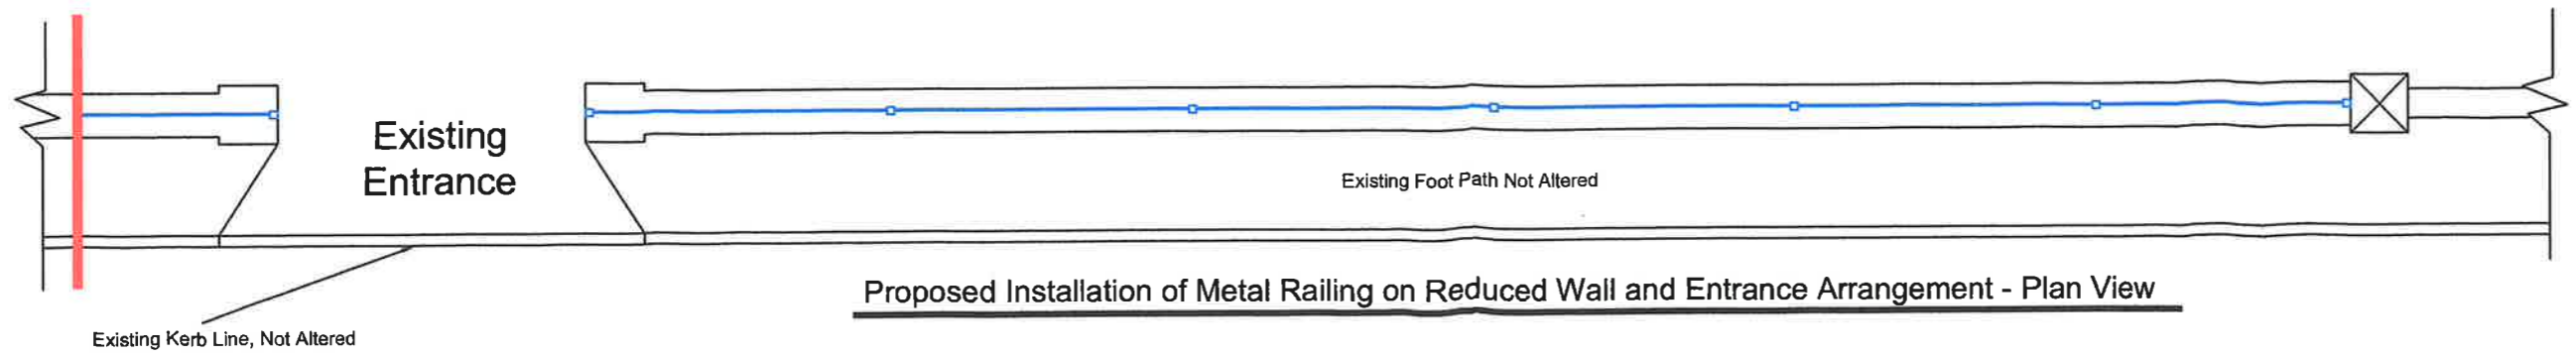 Existing
Entrance
Existing Foot Path Not Altered
Proposed Installation of Metal Railing on Reduced Wall and Entrance Arrangement - Plan View
Existing Kerb Line, Not Altered